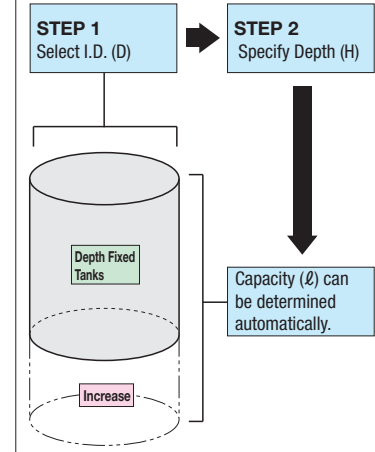 STEP 1
Select I.D. (D)
STEP 2
Specify Depth (H)
Depth Fixed
Tanks
Capacity (ℓ) can
be determined
automatically.
Increase